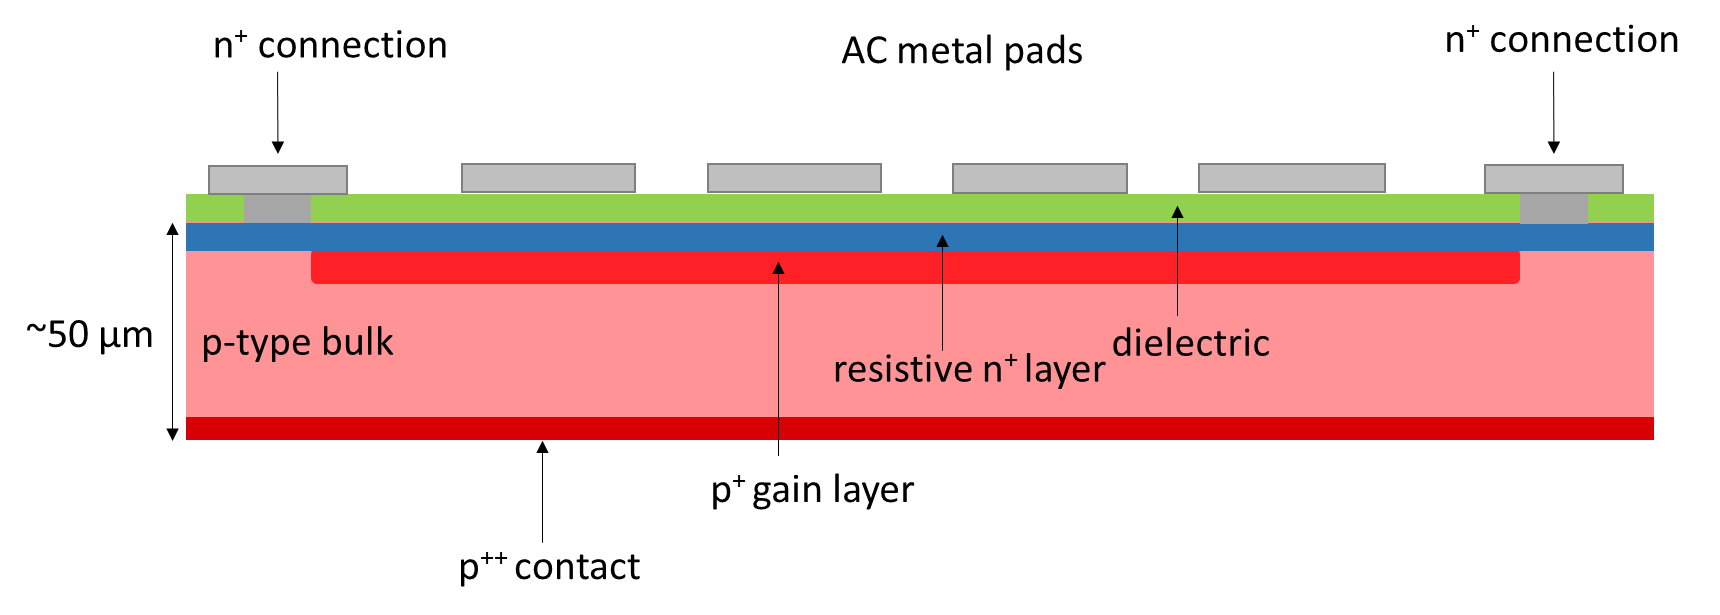 n⁺ connection
AC metal pads
n⁺ connection
~50 µm
p-type bulk
dielectric
resistive n⁺ layer
p⁺ gain layer
p⁺⁺ contact